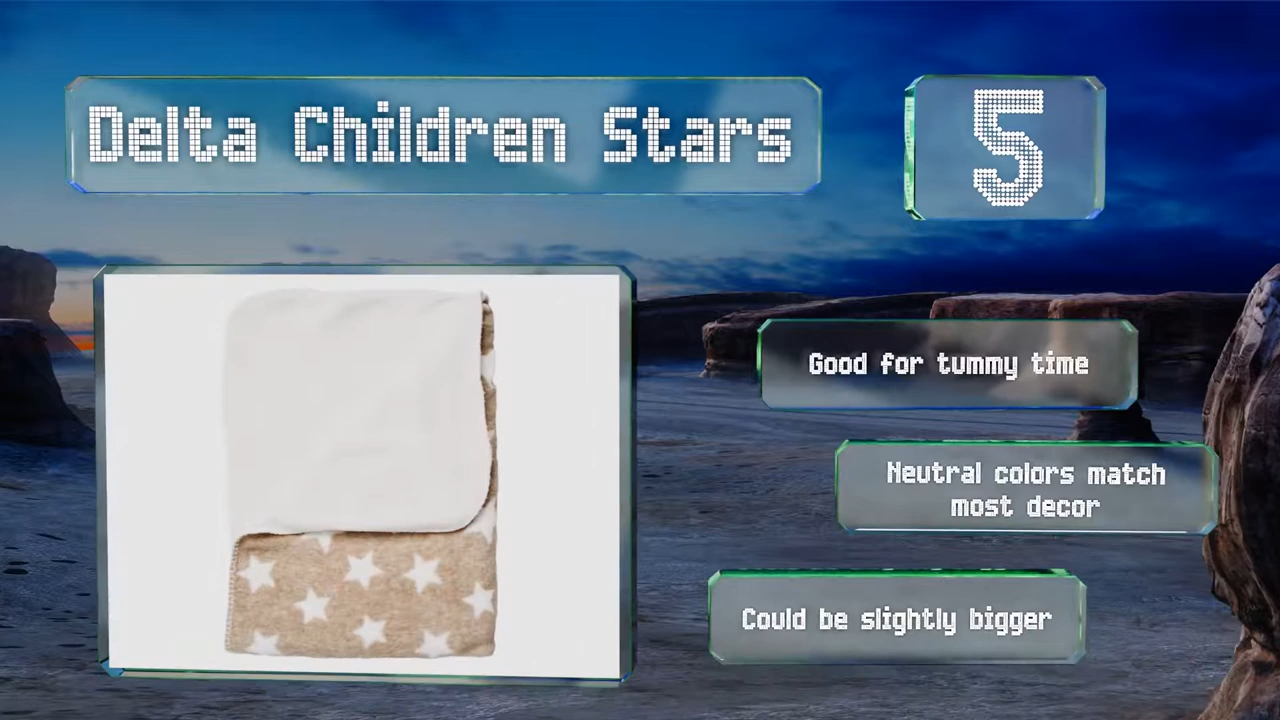 Delta Children Stars
5
Good for tummy time
Neutral colors match
most decor
Could be slightly bigger